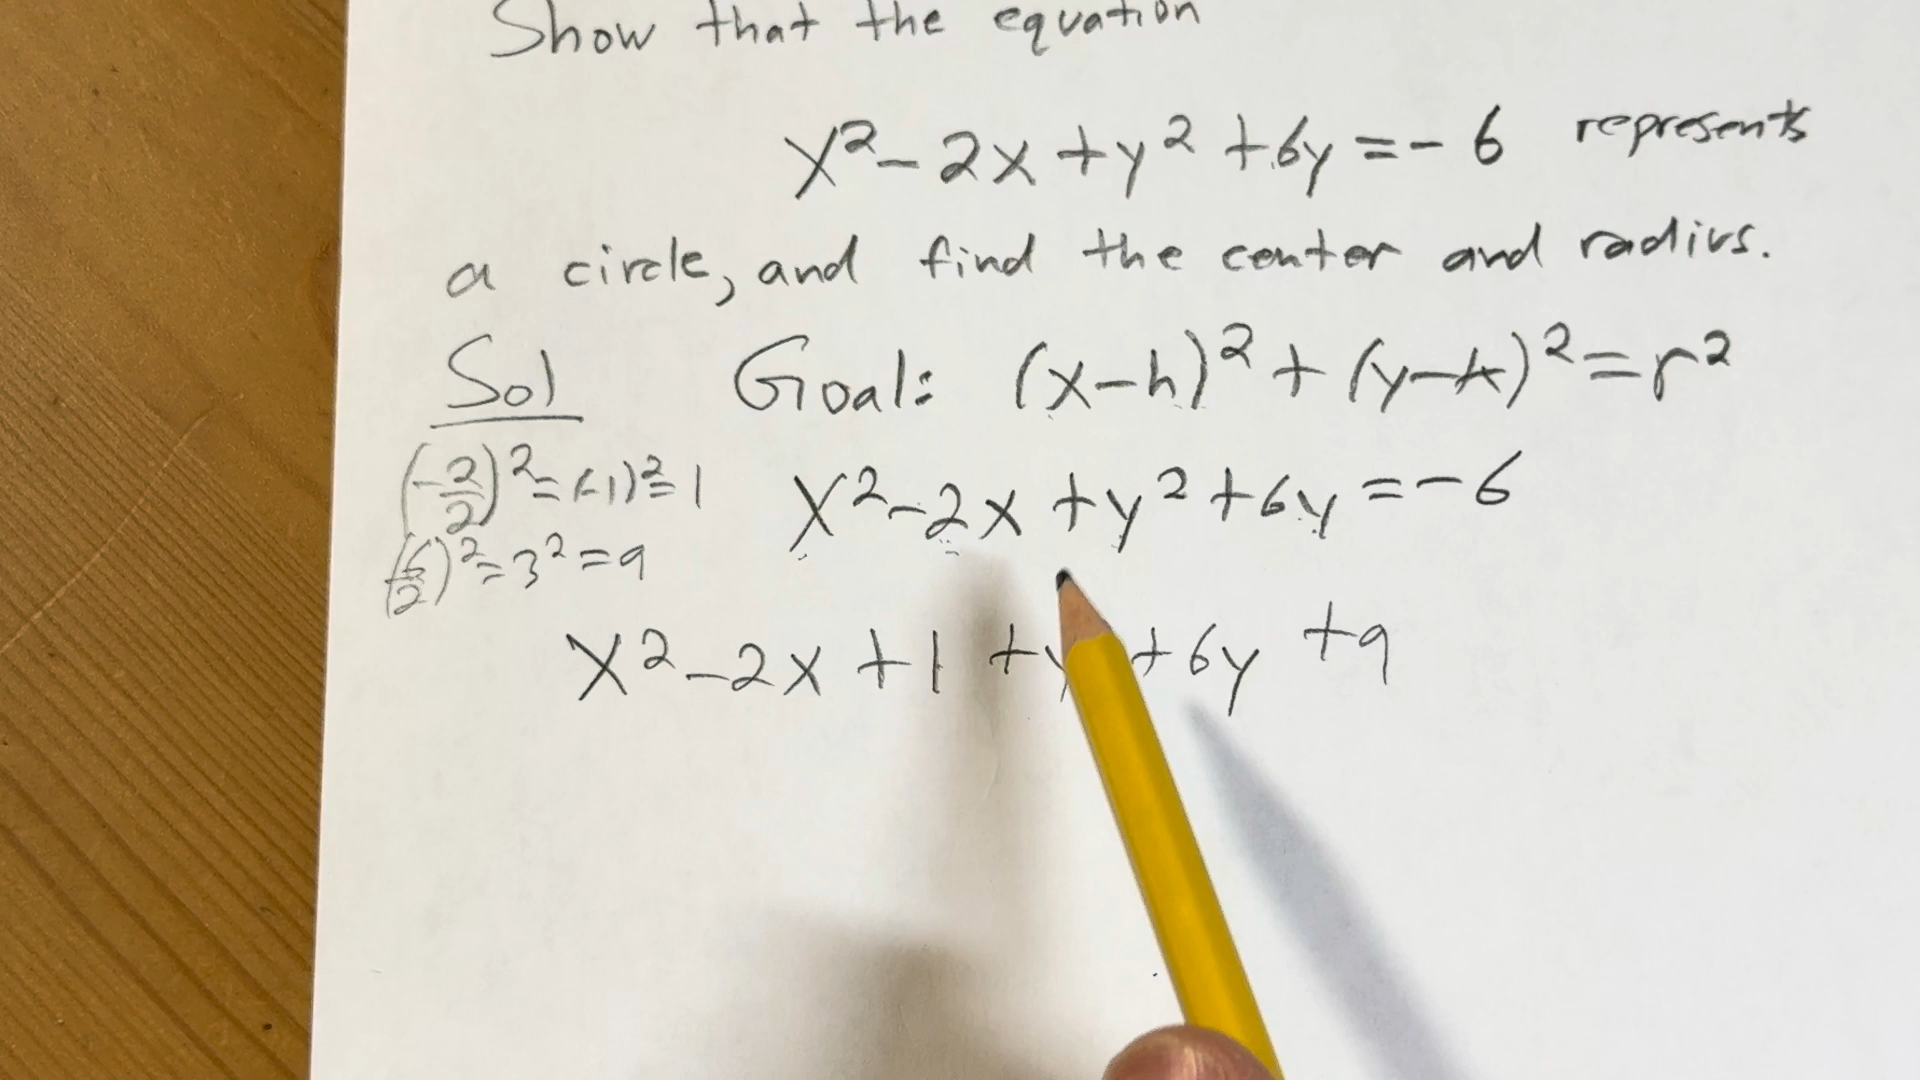 Show that the equation
x² - 2x + y² + 6y = - 6 represents
a circle, and find the center and radius.
Sol Goal: (x-h)² + (y-k)² = r²
(-2/2)² = (-1)² = 1 x² - 2x + y² + 6y = - 6
(6/2)² = 3² = 9
x² - 2x + 1 + y + 6y + 9